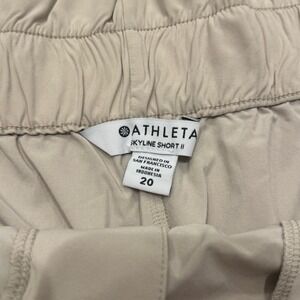 ATHLETA
SKYLINE SHORT II
DESIGNED IN
SAN FRANCISCO
MADE IN
INDONESIA
20